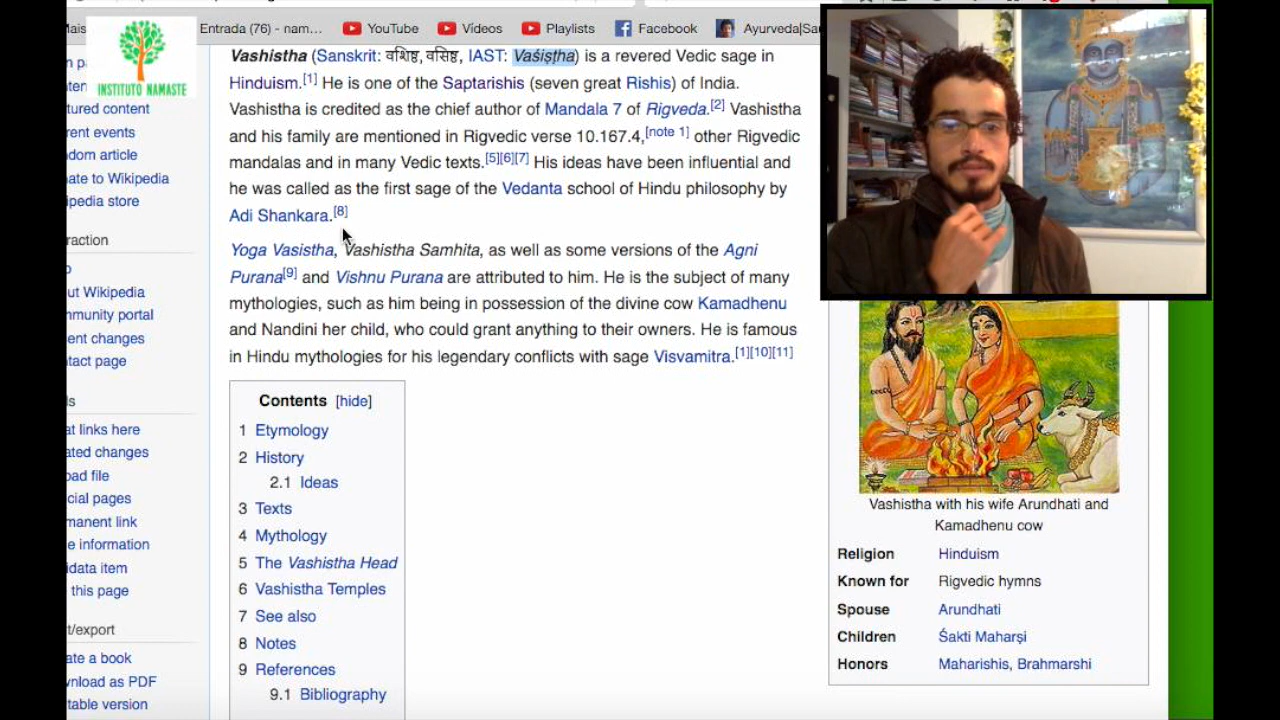 Entrada (76) - nam...
YouTube
Videos
Playlists
Facebook
Ayurveda|Sa
INSTITUTO NAMASTE
Vashistha (Sanskrit: वशिष्ठ, वसिष्ठ, IAST: Vaśiṣṭha) is a revered Vedic sage in
Hinduism.[1] He is one of the Saptarishis (seven great Rishis) of India.
Vashistha is credited as the chief author of Mandala 7 of Rigveda.[2] Vashistha
and his family are mentioned in Rigvedic verse 10.167.4,[note 1] other Rigvedic
mandalas and in many Vedic texts.[5][6][7] His ideas have been influential and
he was called as the first sage of the Vedanta school of Hindu philosophy by
Adi Shankara.[8]
Yoga Vasistha, Vashistha Samhita, as well as some versions of the Agni
Purana[9] and Vishnu Purana are attributed to him. He is the subject of many
mythologies, such as him being in possession of the divine cow Kamadhenu
and Nandini her child, who could grant anything to their owners. He is famous
in Hindu mythologies for his legendary conflicts with sage Visvamitra.[1][10][11]
Contents [hide]
1 Etymology
2 History
2.1 Ideas
3 Texts
4 Mythology
5 The Vashistha Head
6 Vashistha Temples
7 See also
8 Notes
9 References
9.1 Bibliography
tured content
rent events
ndom article
ate to Wikipedia
ipedia store
raction
ut Wikipedia
mmunity portal
ent changes
ntact page
ls
at links here
ated changes
oad file
cial pages
manent link
e information
idata item
this page
t/export
ate a book
wnload as PDF
table version
Vashistha with his wife Arundhati and
Kamadhenu cow
Religion Hinduism
Known for Rigvedic hymns
Spouse Arundhati
Children Śakti Maharṣi
Honors Maharishis, Brahmarshi